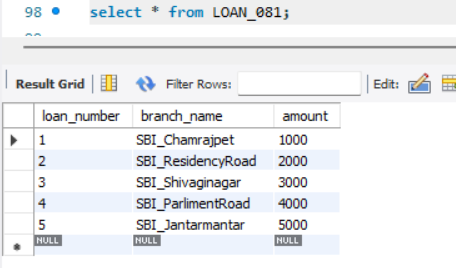 98 select * from LOAN_081;
Result Grid Filter Rows: Edit:
loan_number branch_name amount
1 SBI_Chamrajpet 1000
2 SBI_ResidencyRoad 2000
3 SBI_Shivaginagar 3000
4 SBI_ParlimentRoad 4000
5 SBI_Jantarmantar 5000
NULL NULL NULL